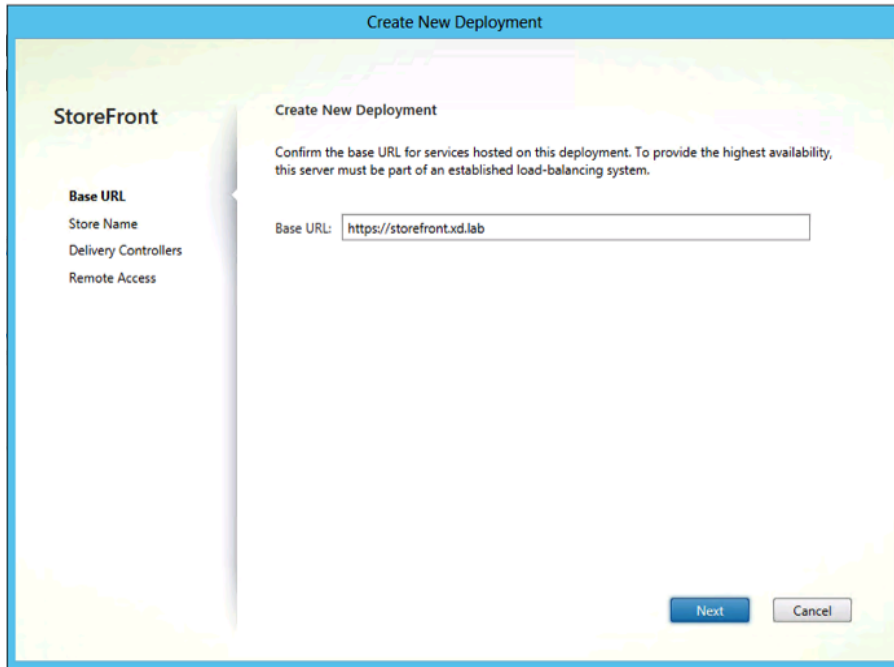 Create New Deployment
StoreFront
Base URL
Store Name
Delivery Controllers
Remote Access
Create New Deployment
Confirm the base URL for services hosted on this deployment. To provide the highest availability,
this server must be part of an established load-balancing system.
Base URL: https://storefront.xd.lab
Next Cancel